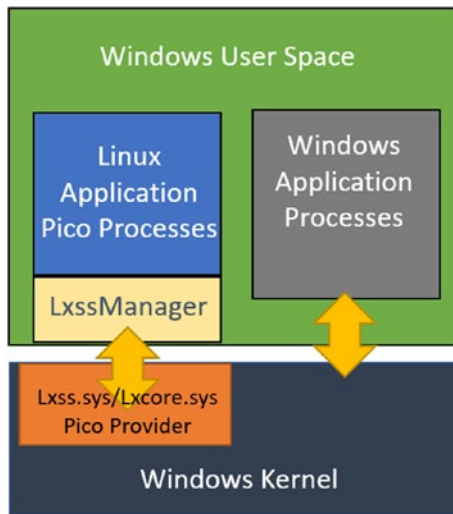 Windows User Space
Linux
Application
Pico Processes
LxssManager
Windows
Application
Processes
Lxss.sys/Lxcore.sys
Pico Provider
Windows Kernel